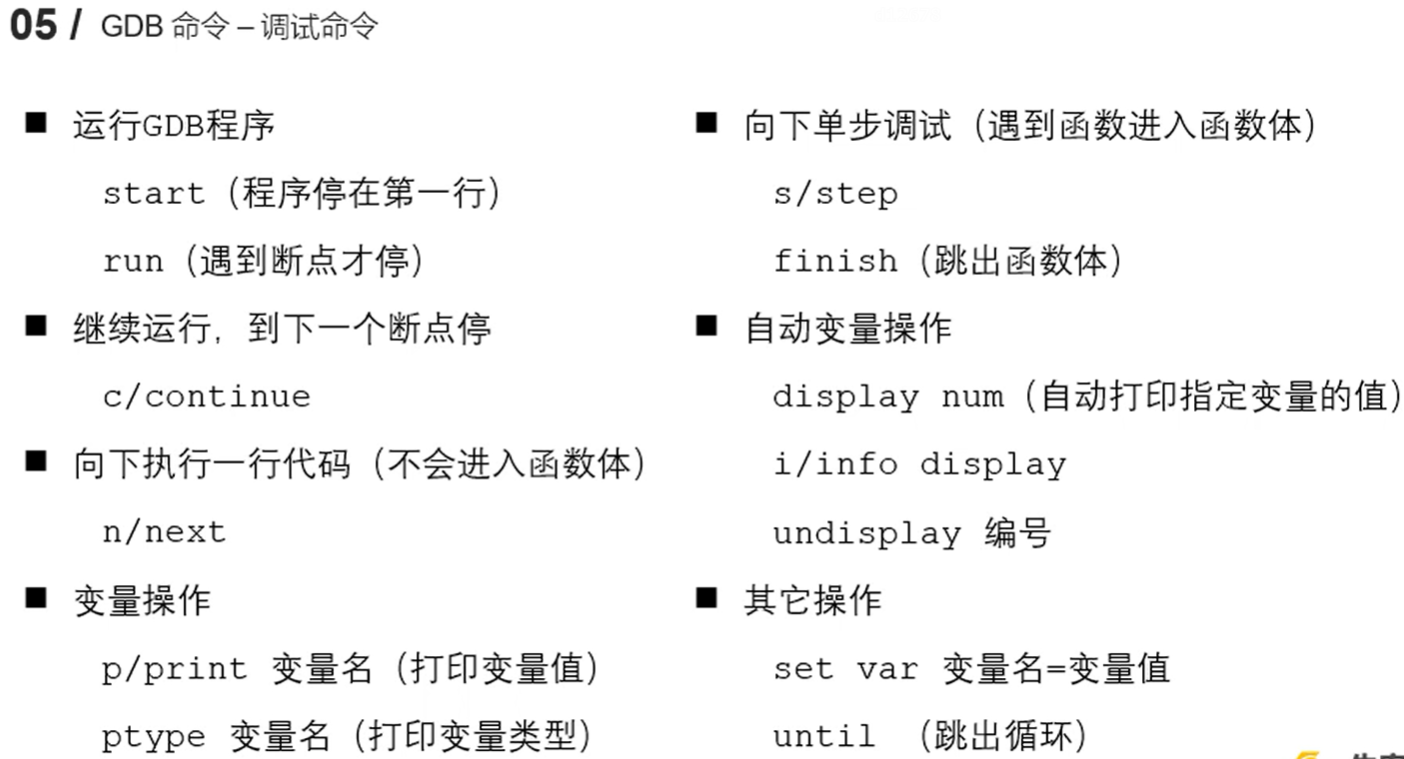 05 / GDB 命令 – 调试命令
■ 运行GDB程序
start（程序停在第一行）
run（遇到断点才停）
■ 继续运行，到下一个断点停
c/continue
■ 向下执行一行代码（不会进入函数体）
n/next
■ 变量操作
p/print 变量名（打印变量值）
ptype 变量名（打印变量类型）
■ 向下单步调试（遇到函数进入函数体）
s/step
finish（跳出函数体）
■ 自动变量操作
display num（自动打印指定变量的值）
i/info display
undisplay 编号
■ 其它操作
set var 变量名=变量值
until （跳出循环）